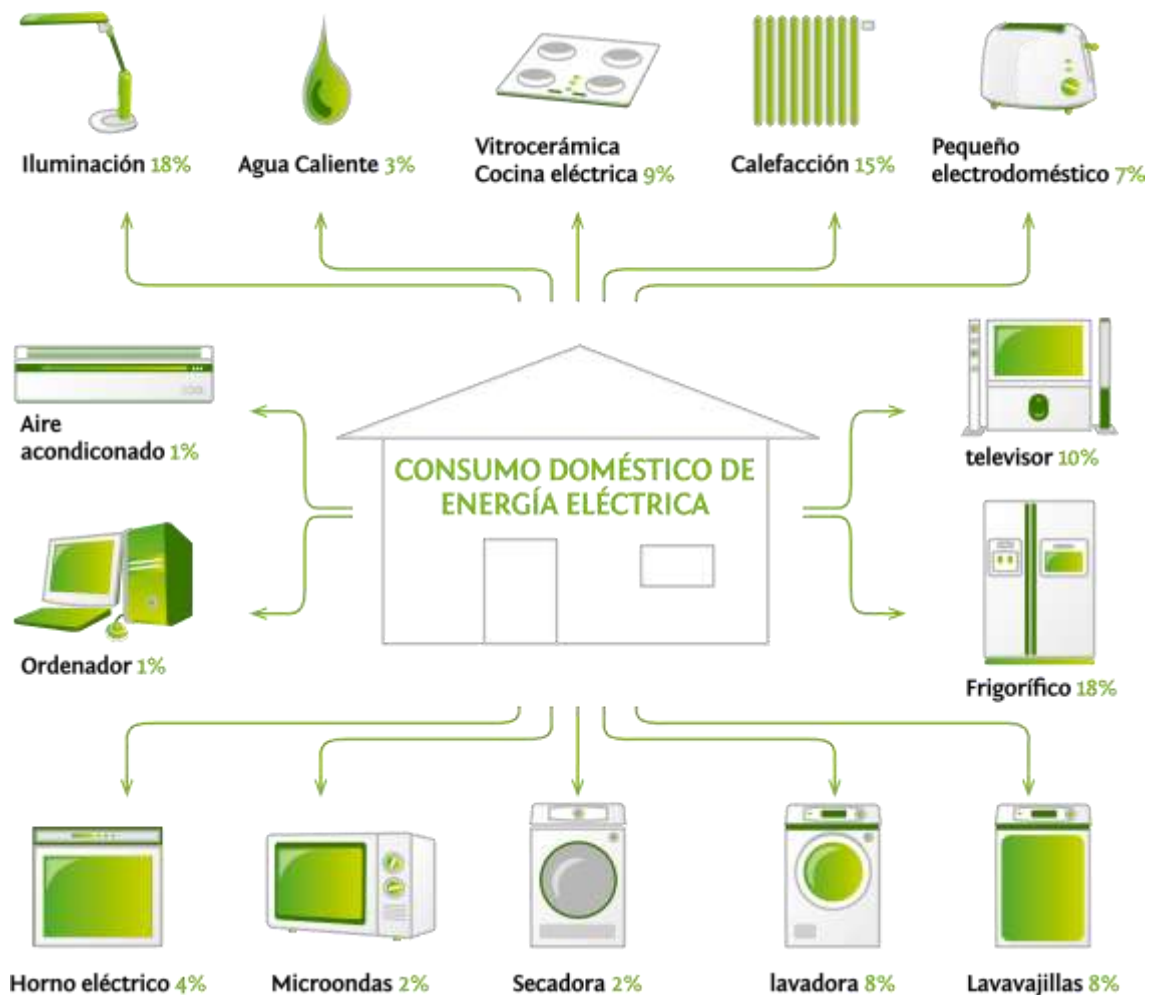 Iluminación 18%
Agua Caliente 3%
Vitrocerámica
Cocina eléctrica 9%
Calefacción 15%
Pequeño
electrodoméstico 7%
Aire
acondiconado 1%
CONSUMO DOMÉSTICO DE
ENERGÍA ELÉCTRICA
televisor 10%
Ordenador 1%
Frigorífico 18%
Horno eléctrico 4%
Microondas 2%
Secadora 2%
lavadora 8%
Lavavajillas 8%